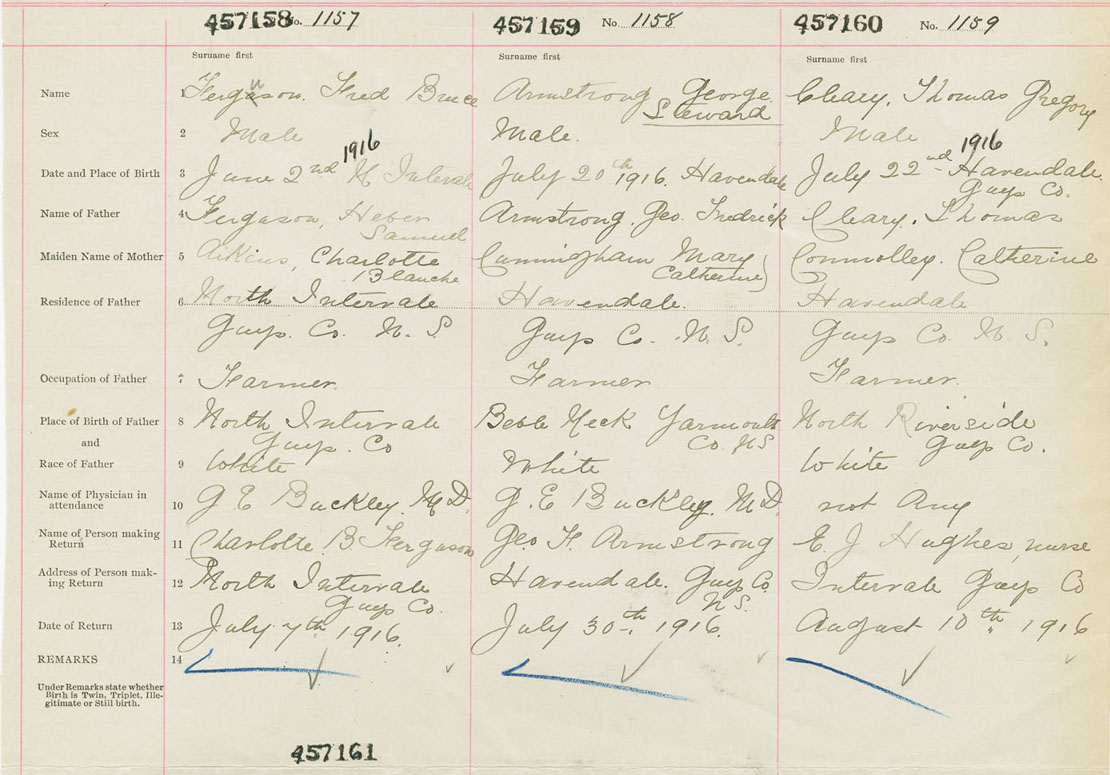 457158 No. 1157
457159 No. 1158
457160 No. 1159
Surname first
Surname first
Surname first
Name 1 Ferguson. Fred Bruce
Armstrong George
Steward
Cleary, Thomas Gregory
Sex 2 Male
Male.
Male
Date and Place of Birth 3 June 2nd 1916 N Intervale
July 20th 1916. Havendale
July 22nd 1916 Havendale.
Guys Co.
Name of Father 4 Fergason, Heber
Samuel
Armstrong. Geo. Fredrick
Cleary. Thomas
Maiden Name of Mother 5 Aikins, Charlotte
Blanche
Cunningham Mary
Catherine
Connolley. Catherine
Residence of Father 6 North Intervale
Guys. Co. N. S.
Havendale.
Guys Co. N. S.
Havendale
Guys Co N S.
Occupation of Father 7 Farmer.
Farmer
Farmer.
Place of Birth of Father 8 North Intervale
Guys. Co
Neck Yarmouth
Co. N S
North Riverside
Guys Co.
and
Race of Father 9 White
White
White
Name of Physician in
attendance 10 G. E Buckley. M D.
G. E Buckley. M D.
not Any
Name of Person making
Return 11 Charlotte. B. Fergason
Geo F. Armstrong
E. J Hughes, nurse
Address of Person mak-
ing Return 12 North Intervale
Guys Co.
Havendale. Guys Co.
N S.
Intervale Guys Co
Date of Return 13 July 7th 1916.
July 30th. 1916.
August 10th. 1916
REMARKS 14
Under Remarks state whether
Birth is Twin, Triplet, Ille-
gitimate or Still birth.
457161